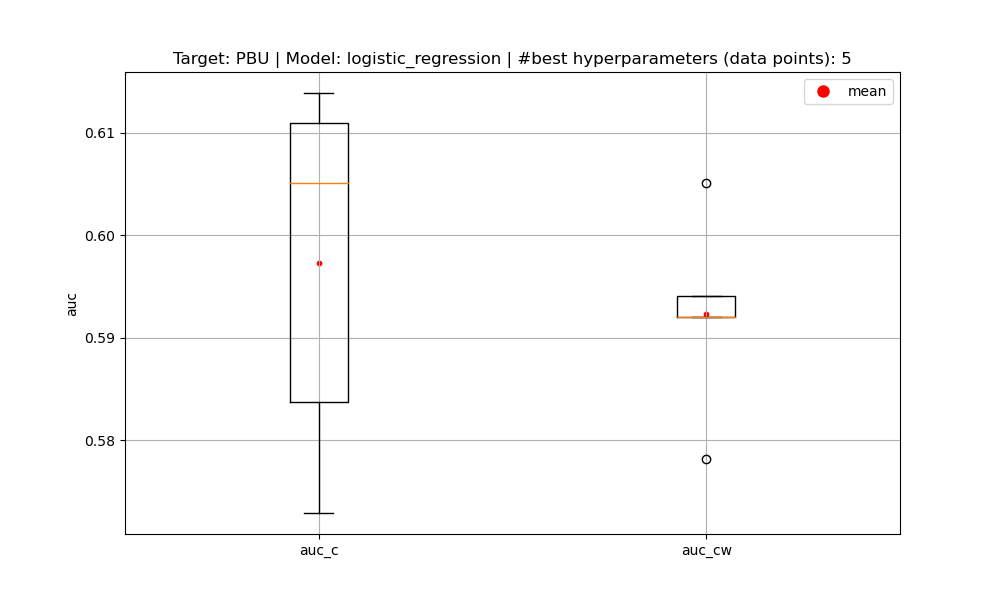 Target: PBU | Model: logistic_regression | #best hyperparameters (data points): 5
mean
0.61
0.60
0.59
0.58
auc
auc_c
auc_cw